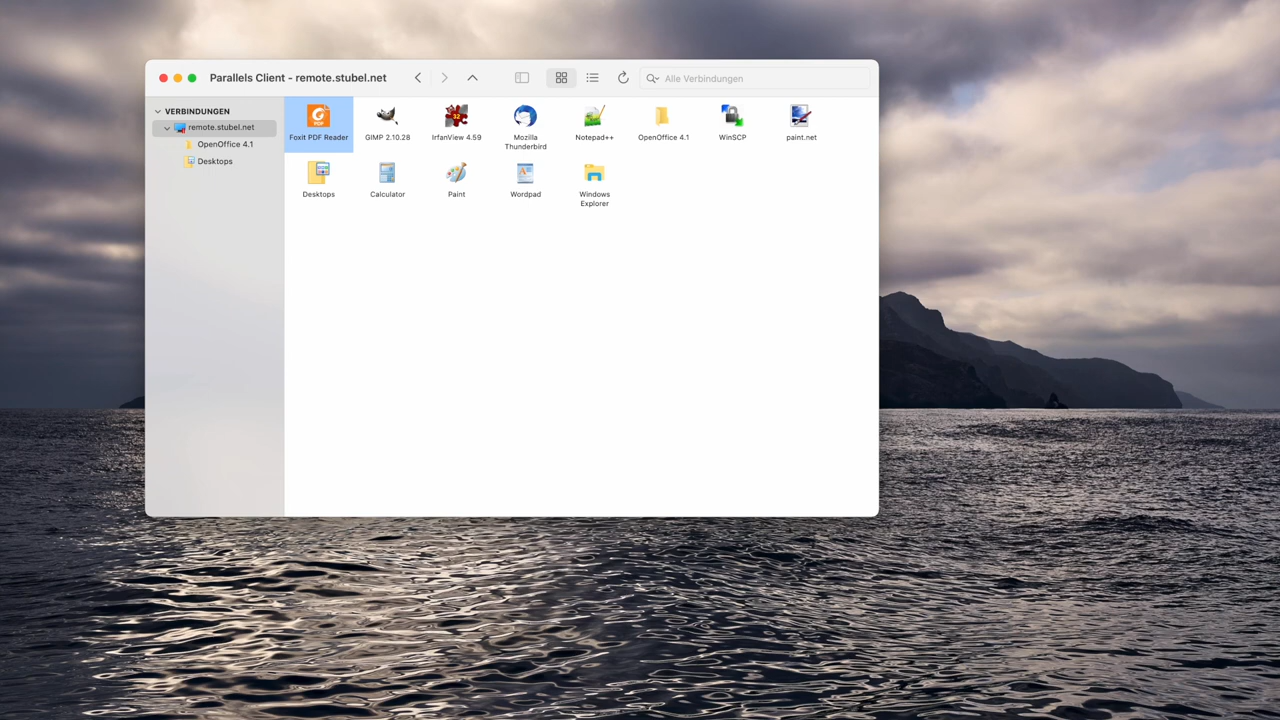 Parallels Client - remote.stubel.net
Alle Verbindungen
VERBINDUNGEN
remote.stubel.net
OpenOffice 4.1
Desktops
Foxit PDF Reader
GIMP 2.10.28
IrfanView 4.59
Mozilla
Thunderbird
Notepad++
OpenOffice 4.1
WinSCP
paint.net
Desktops
Calculator
Paint
Wordpad
Windows
Explorer